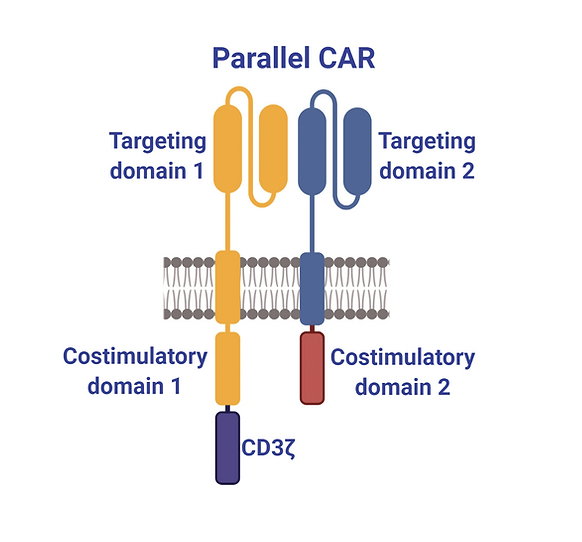 Parallel CAR
Targeting
domain 1
Targeting
domain 2
Costimulatory
domain 1
Costimulatory
domain 2
CD3ζ